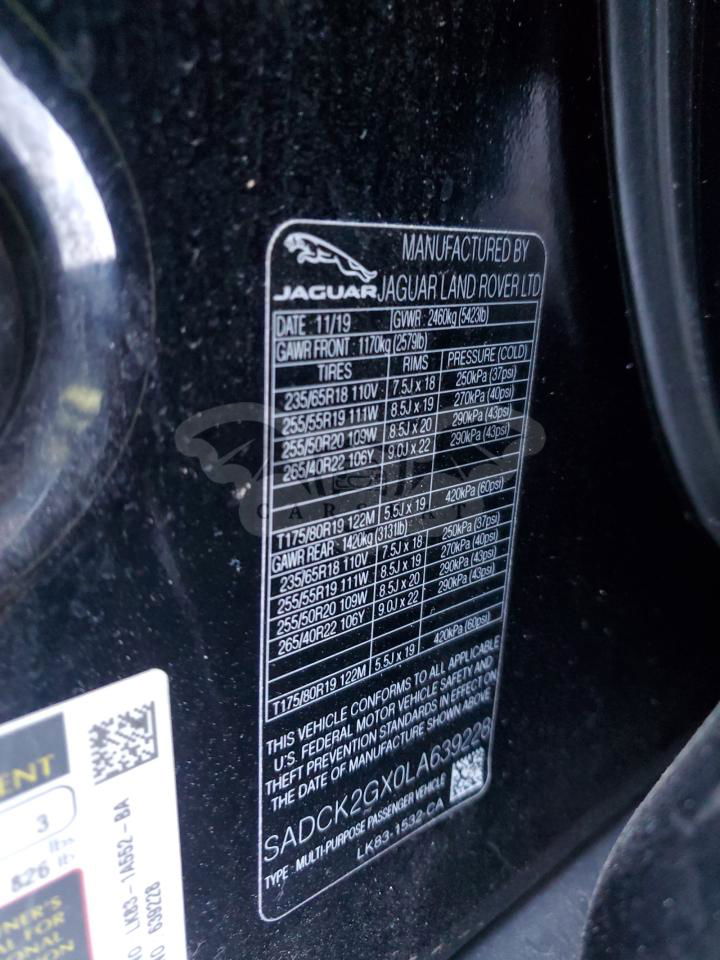 JAGUAR
MANUFACTURED BY
JAGUAR LAND ROVER LTD
DATE: 11/19 GVWR: 2460kg (5423lb)
GAWR FRONT: 1170kg (2579lb)
TIRES RIMS PRESSURE (COLD)
235/65R18 110V 7.5J x 18 250kPa (37psi)
255/55R19 111W 8.5J x 19 270kPa (40psi)
255/50R20 109W 8.5J x 20 290kPa (43psi)
265/40R22 106Y 9.0J x 22 290kPa (43psi)
T175/80R19 122M 5.5J x 19 420kPa (60psi)
GAWR REAR: 1420kg (3131lb)
235/65R18 110V 7.5J x 18 250kPa (37psi)
255/55R19 111W 8.5J x 19 270kPa (40psi)
255/50R20 109W 8.5J x 20 290kPa (43psi)
265/40R22 106Y 9.0J x 22 290kPa (43psi)
T175/80R19 122M 5.5J x 19 420kPa (60psi)
THIS VEHICLE CONFORMS TO ALL APPLICABLE
U.S. FEDERAL MOTOR VEHICLE SAFETY AND
THEFT PREVENTION STANDARDS IN EFFECT ON
THE DATE OF MANUFACTURE SHOWN ABOVE
SADCK2GX0LA639228
TYPE - MULTI-PURPOSE PASSENGER VEHICLE
LK83-1532-CA
3
lbs
826 lb
LK83-1A552-BA
639228